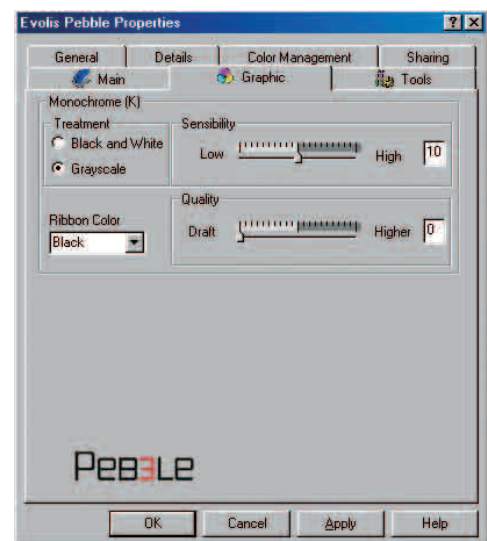 Evolis Pebble Properties
General Details Color Management Sharing
Main Graphic Tools
Monochrome (K)
Treatment
Black and White
Grayscale
Sensibility
Low High 10
Ribbon Color
Black
Quality
Draft Higher 0
PEBBLE
OK Cancel Apply Help